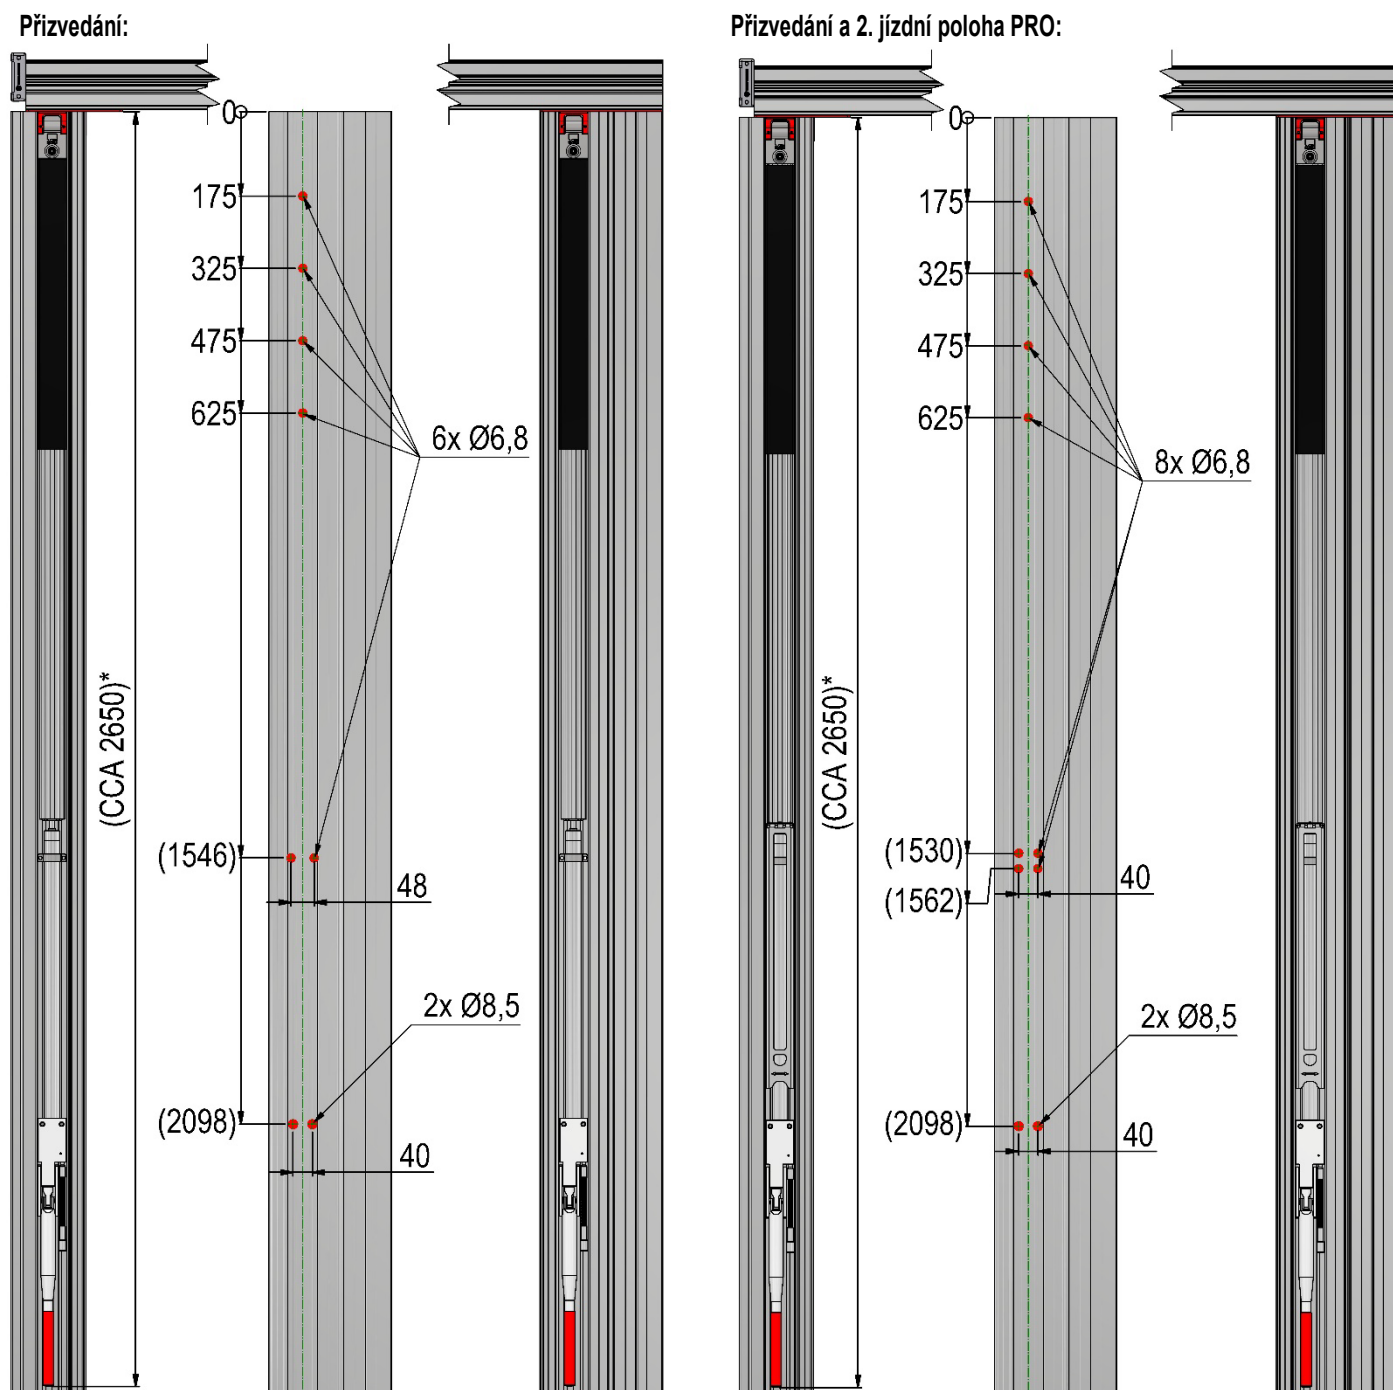 Přizvedání:
0
175
325
475
625
6x Ø6,8
(CCA 2650)*
(1546)
48
2x Ø8,5
(2098)
40
Přizvedání a 2. jízdní poloha PRO:
0
175
325
475
625
8x Ø6,8
(CCA 2650)*
(1530)
40
(1562)
2x Ø8,5
(2098)
40